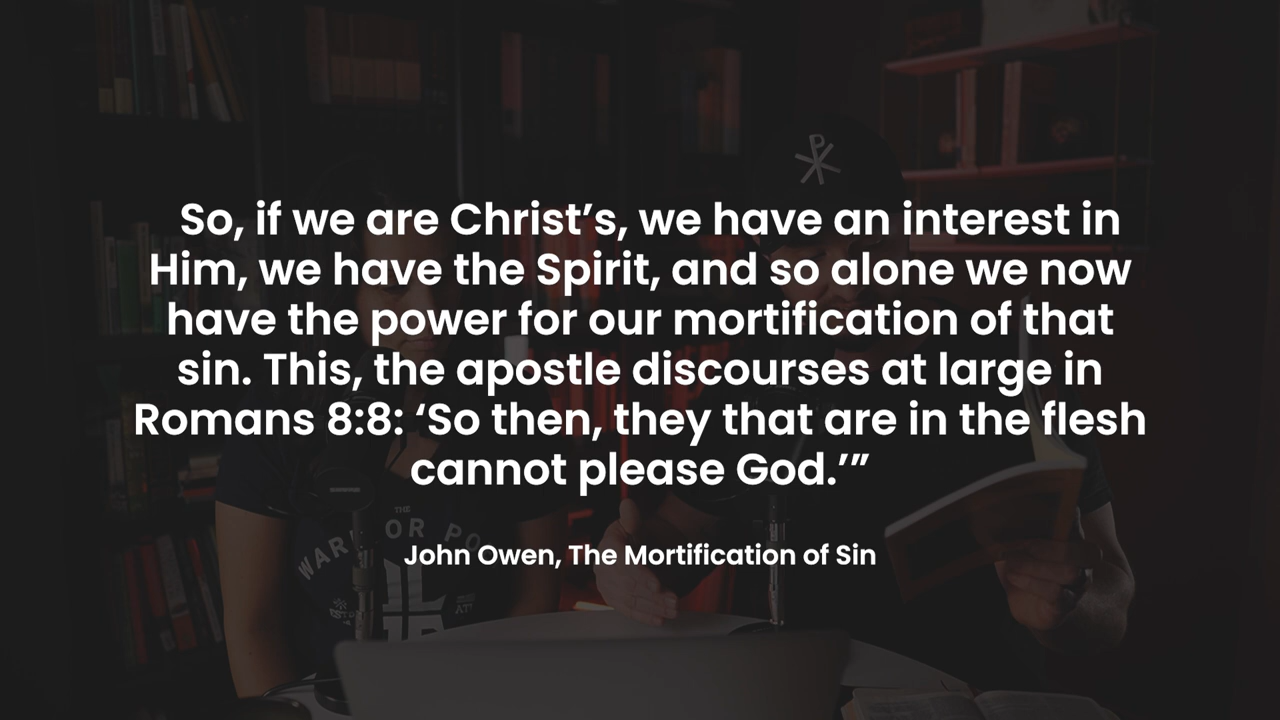 So, if we are Christ’s, we have an interest in
Him, we have the Spirit, and so alone we now
have the power for our mortification of that
sin. This, the apostle discourses at large in
Romans 8:8: ‘So then, they that are in the flesh
cannot please God.’”
John Owen, The Mortification of Sin
THE